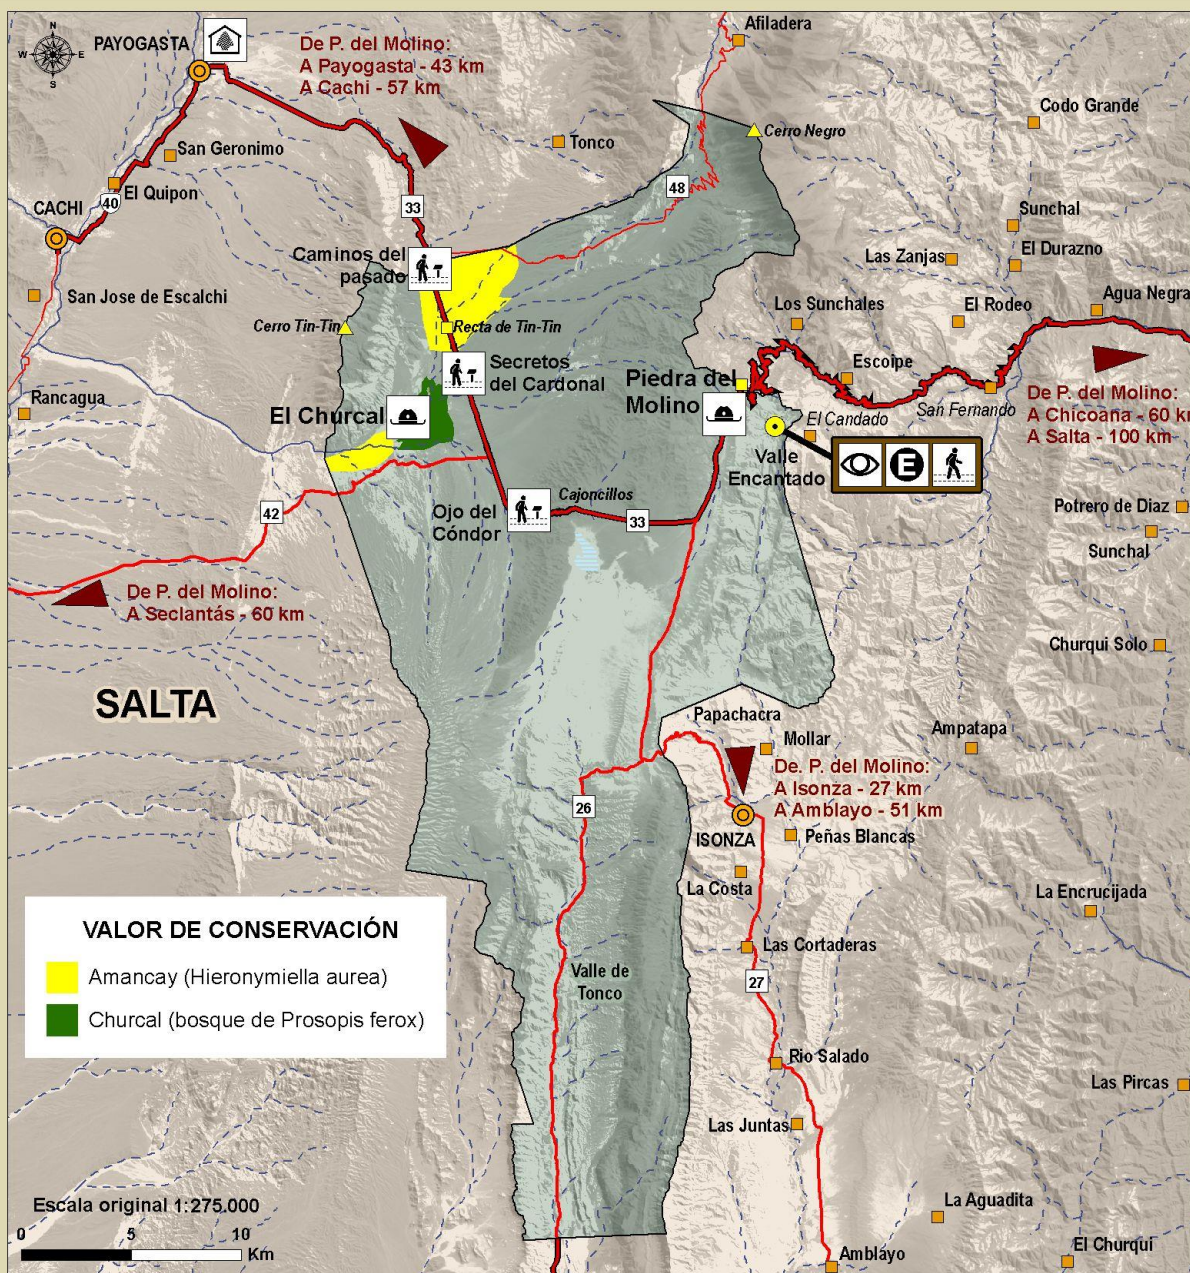 N
W
E
S
PAYOGASTA
De P. del Molino:
A Payogasta - 43 km
A Cachi - 57 km
Afiladera
Codo Grande
Cerro Negro
Tonco
San Geronimo
El Quipon
40
CACHI
33
48
Sunchal
El Durazno
Las Zanjas
Caminos del
pasado
San Jose de Escalchi
Agua Negra
Los Sunchales
El Rodeo
Cerro Tin-Tin
Recta de Tin-Tin
Secretos
del Cardonal
Escoipe
Piedra del
Molino
San Fernando
De P. del Molino:
A Chicoana - 60 km
A Salta - 100 km
Rancagua
El Churcal
El Candado
Valle
Encantado
E
42
Ojo del
Cóndor
Cajoncillos
33
Potrero de Diaz
Sunchal
De P. del Molino:
A Seclantás - 60 km
Churqui Solo
SALTA
Papachacra
Mollar
Ampatapa
De. P. del Molino:
A Isonza - 27 km
A Amblayo - 51 km
26
ISONZA
Peñas Blancas
La Costa
La Encrucijada
VALOR DE CONSERVACIÓN
Amancay (Hieronymiella aurea)
Churcal (bosque de Prosopis ferox)
Las Cortaderas
Valle de
Tonco
27
Rio Salado
Las Pircas
Las Juntas
Escala original 1:275.000
0 5 10
Km
La Aguadita
El Churqui
Amblayo